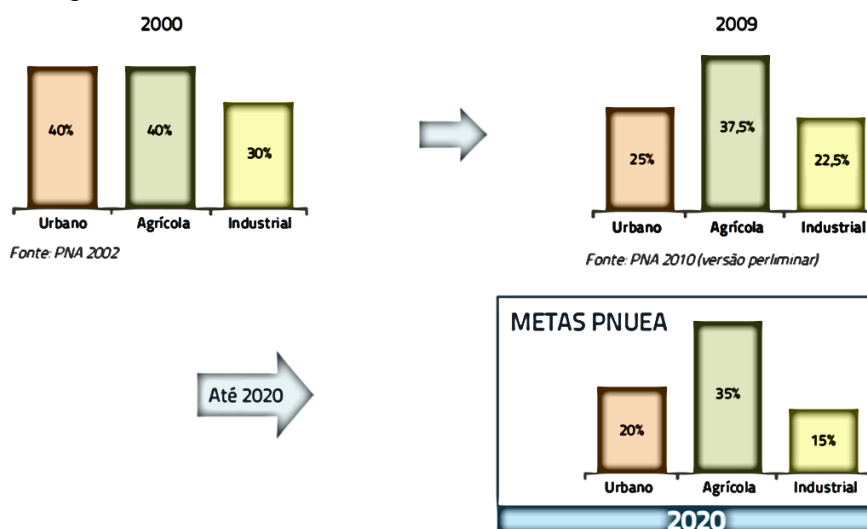 2000
40%
40%
30%
Urbano Agrícola Industrial
Fonte: PNA 2002
2009
25%
37,5%
22,5%
Urbano Agrícola Industrial
Fonte: PNA 2010 (versão perliminar)
Até 2020
METAS PNUEA
20%
35%
15%
Urbano Agrícola Industrial
2020